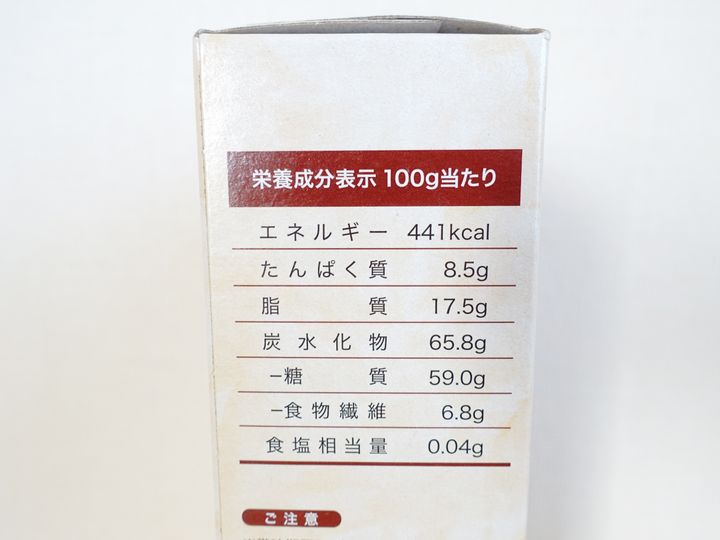 栄養成分表示 100g当たり
エネルギー 441kcal
たんぱく質 8.5g
脂質 17.5g
炭水化物 65.8g
−糖質 59.0g
−食物繊維 6.8g
食塩相当量 0.04g
ご注意